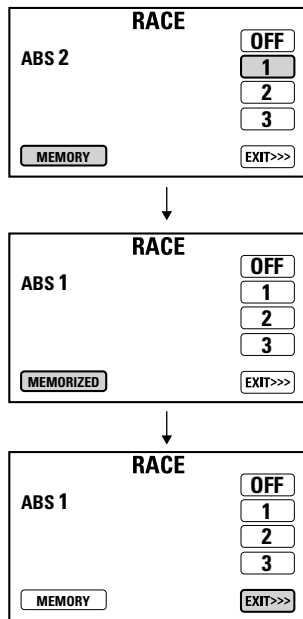 RACE
ABS 2
OFF
1
2
3
MEMORY
EXIT>>>
RACE
ABS 1
OFF
1
2
3
MEMORIZED
EXIT>>>
RACE
ABS 1
OFF
1
2
3
MEMORY
EXIT>>>